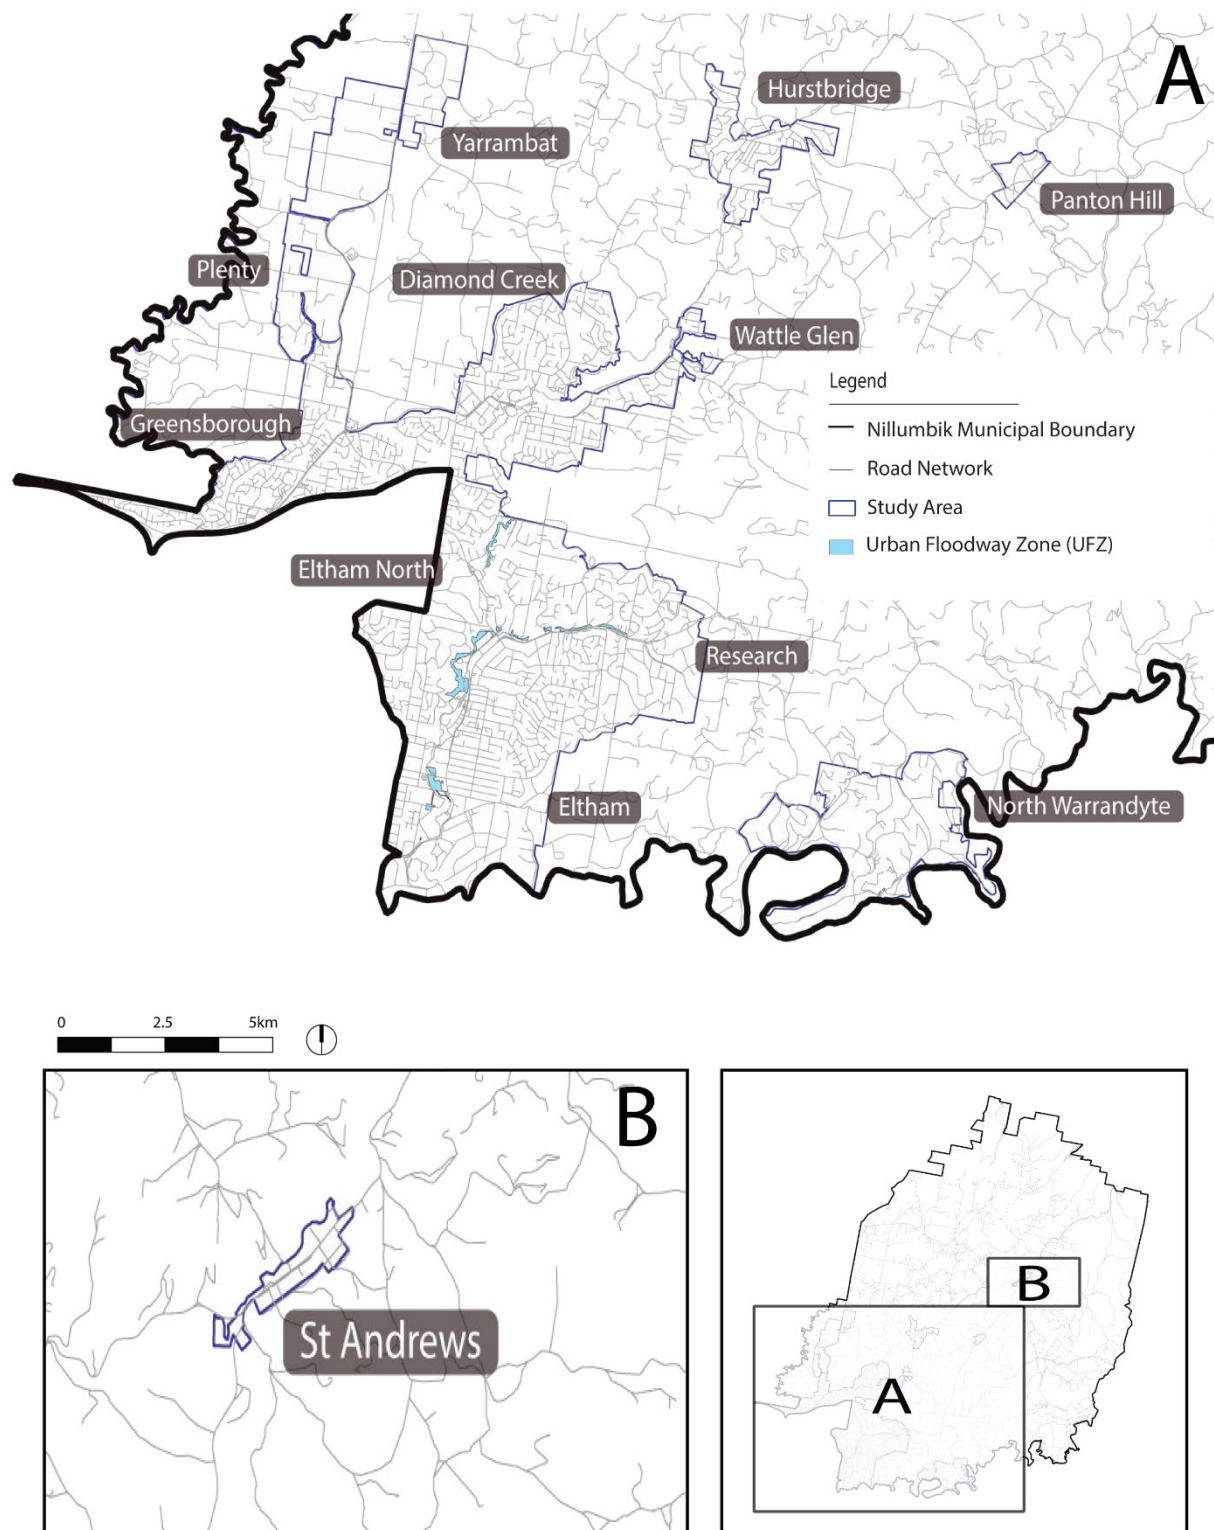 A
Hurstbridge
Yarrambat
Panton Hill
Plenty
Diamond Creek
Wattle Glen
Legend
Greensborough
Nillumbik Municipal Boundary
Road Network
Study Area
Urban Floodway Zone (UFZ)
Eltham North
Research
Eltham
North Warrandyte
0 2.5 5km
B
St Andrews
B
A